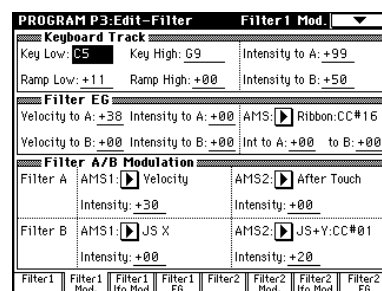 PROGRAM P3:Edit-Filter Filter1 Mod.
Keyboard Track
Key Low: C5 Key High: G9 Intensity to A: +99
Ramp Low: +11 Ramp High: +00 Intensity to B: +50
Filter EG
Velocity to A: +38 Intensity to A: +00 AMS: Ribbon:CC#16
Velocity to B: +00 Intensity to B: +00 Int to A: +00 to B: +00
Filter A/B Modulation
Filter A AMS1: Velocity AMS2: After Touch
Intensity: +30 Intensity: +00
Filter B AMS1: JS X AMS2: JS+Y:CC#01
Intensity: +00 Intensity: +20
Filter1 Filter1 Filter1 Filter1 Filter2 Filter2 Filter2 Filter2
Mod. lfo Mod. EG Mod. lfo Mod. EG